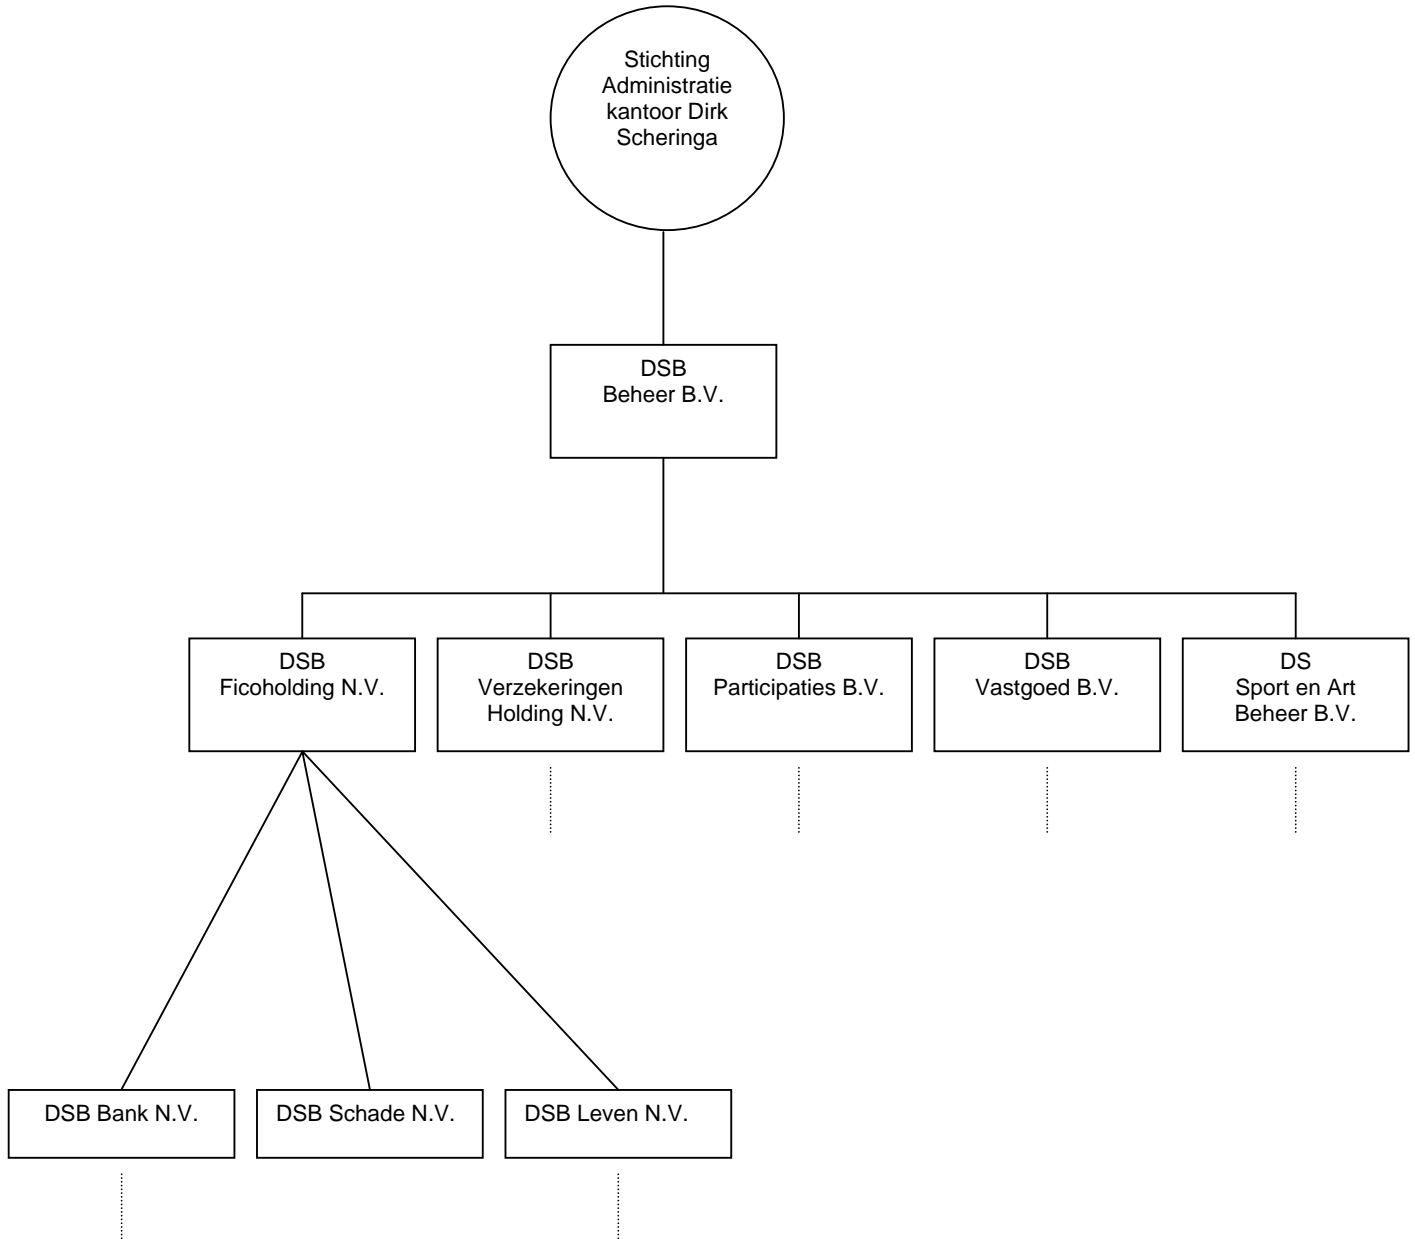 Stichting
Administratie
kantoor Dirk
Scheringa
DSB
Beheer B.V.
DSB
Ficoholding N.V.
DSB
Verzekeringen
Holding N.V.
DSB
Participaties B.V.
DSB
Vastgoed B.V.
DS
Sport en Art
Beheer B.V.
DSB Bank N.V.
DSB Schade N.V.
DSB Leven N.V.